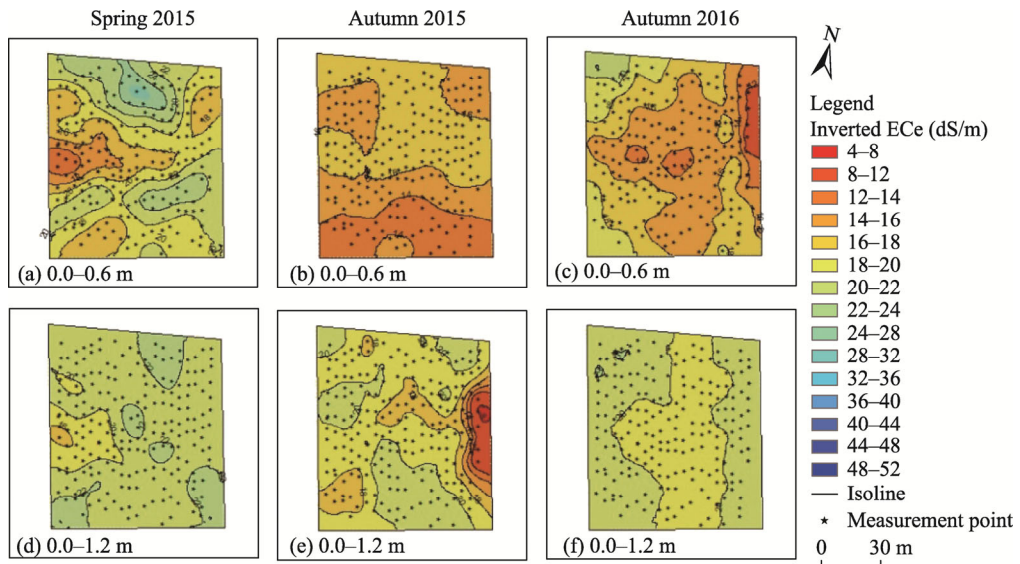 Spring 2015
Autumn 2015
Autumn 2016
N
(a) 0.0–0.6 m
(b) 0.0–0.6 m
(c) 0.0–0.6 m
(d) 0.0–1.2 m
(e) 0.0–1.2 m
(f) 0.0–1.2 m
Legend
Inverted ECe (dS/m)
4–8
8–12
12–14
14–16
16–18
18–20
20–22
22–24
24–28
28–32
32–36
36–40
40–44
44–48
48–52
Isoline
Measurement point
0 30 m